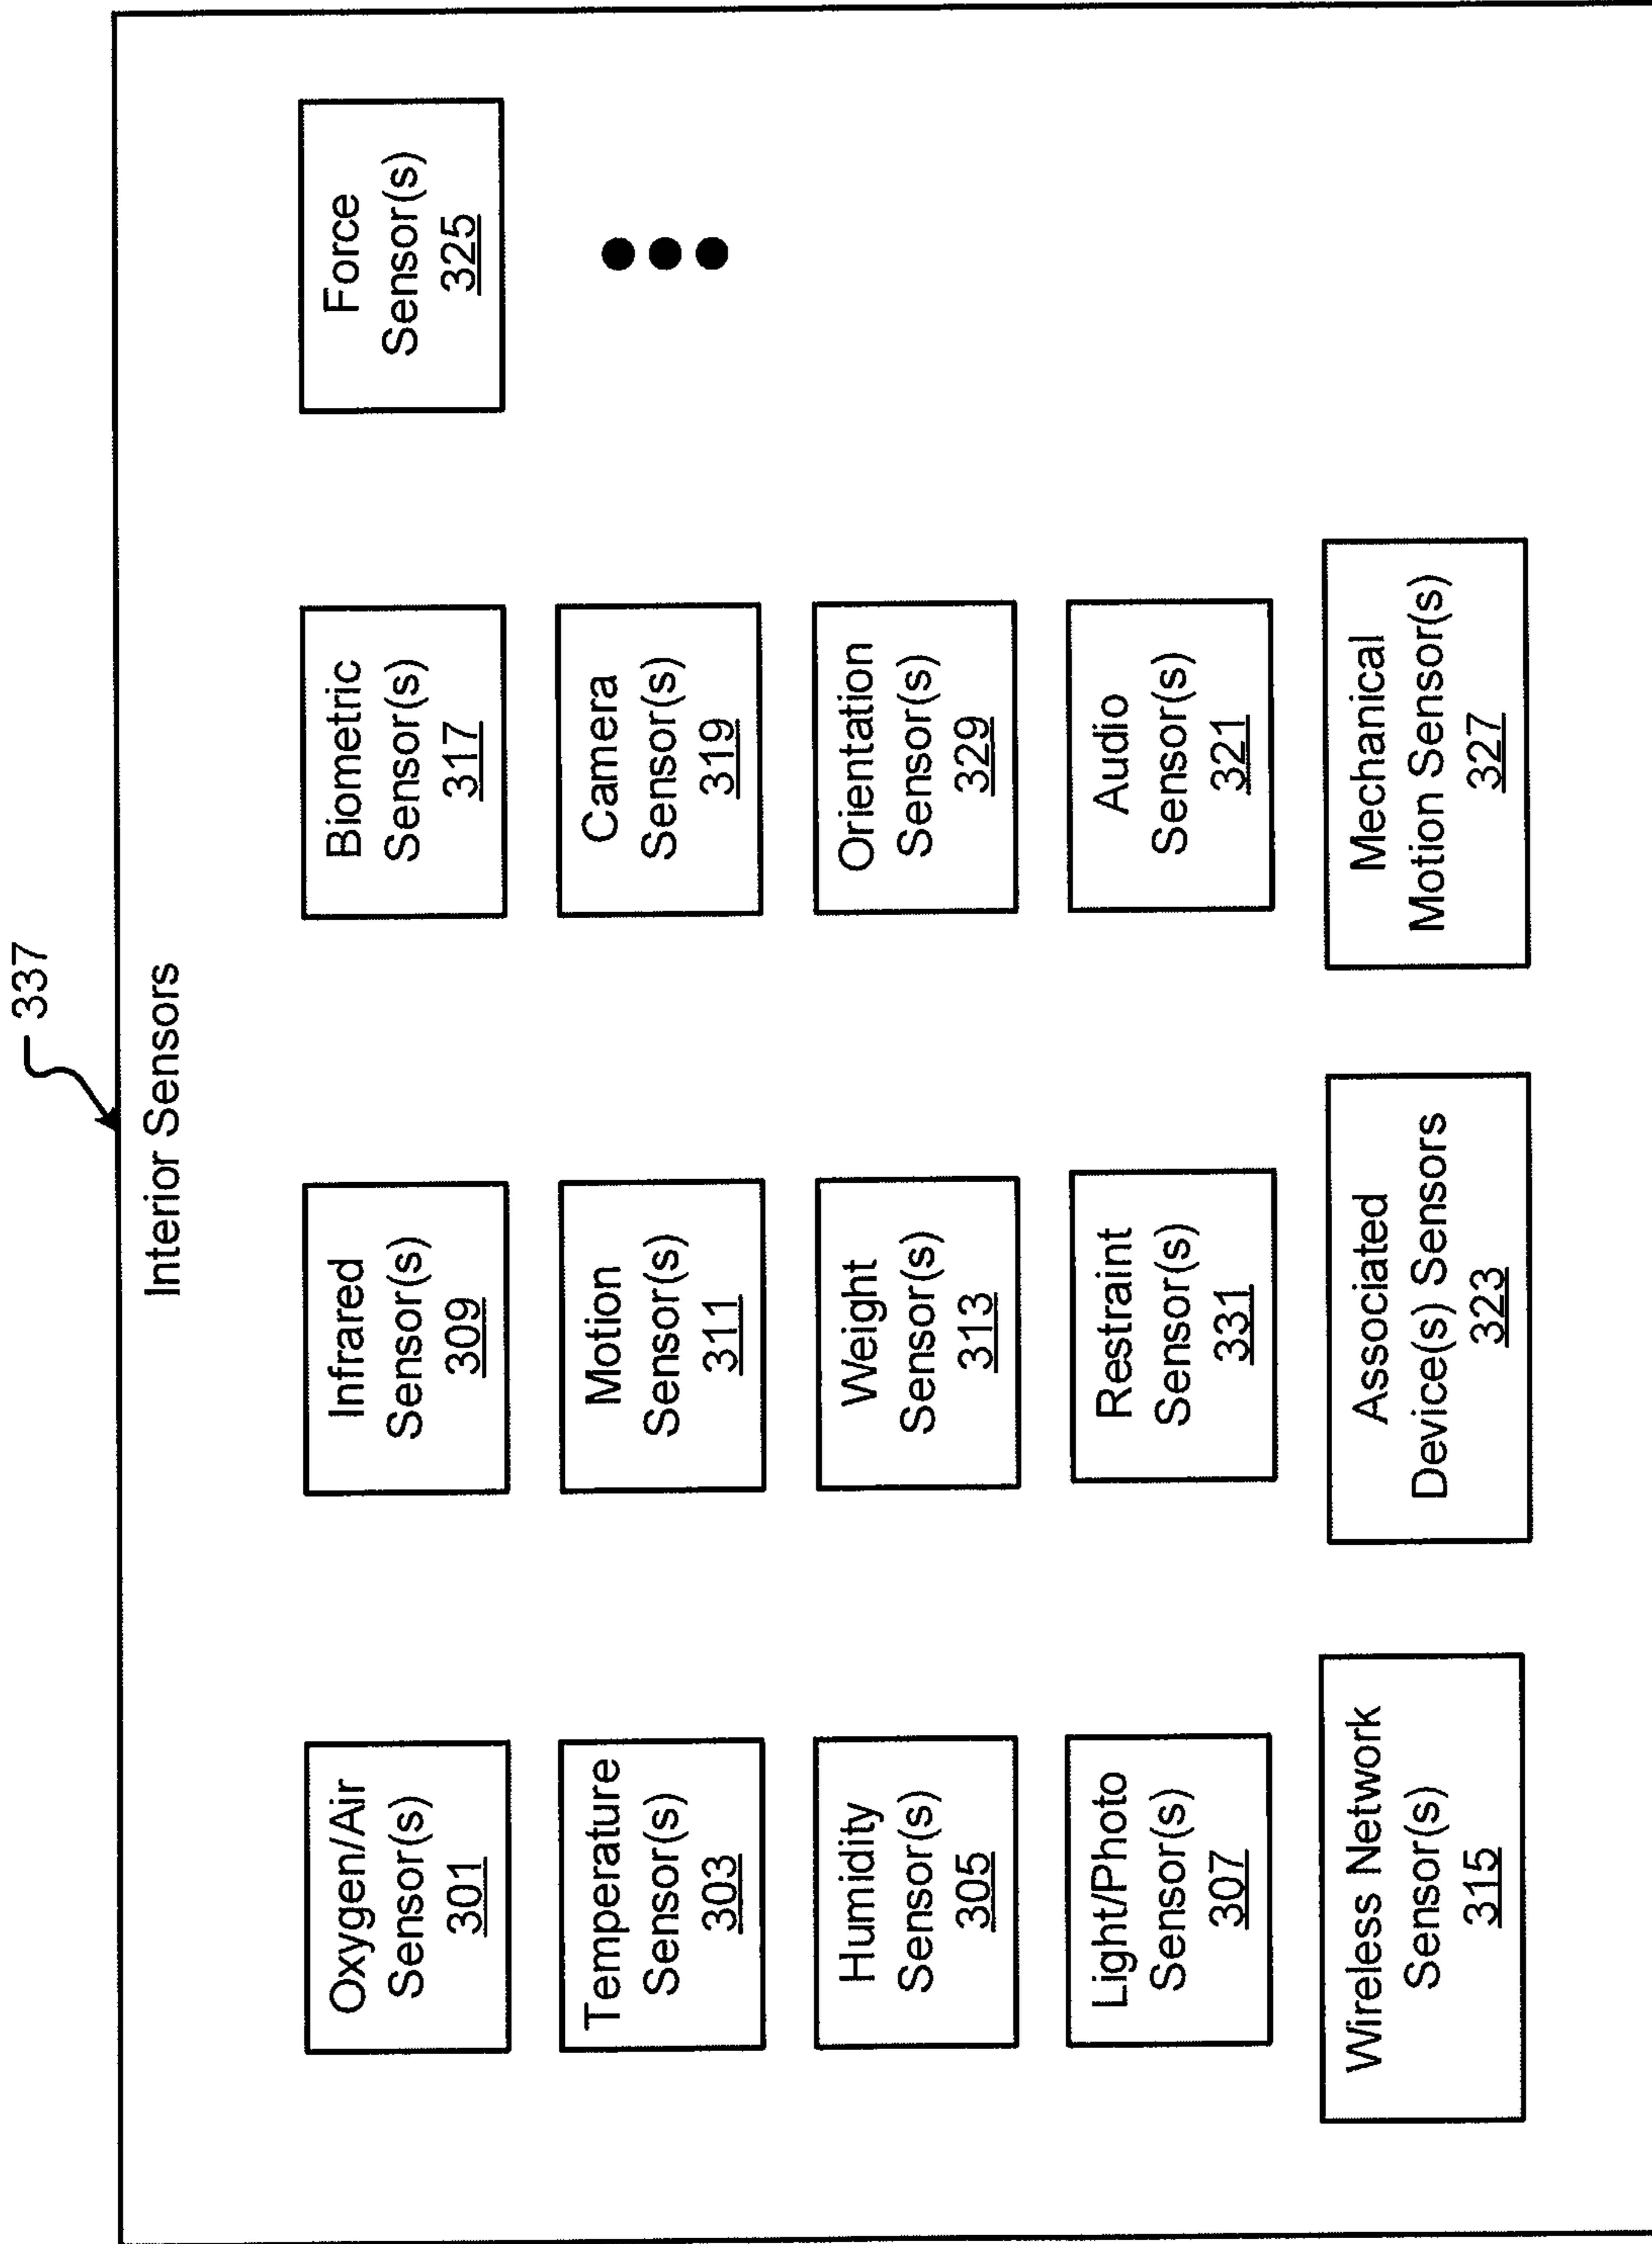 337
Interior Sensors
Oxygen/Air
Sensor(s)
301
Temperature
Sensor(s)
303
Humidity
Sensor(s)
305
Light/Photo
Sensor(s)
307
Wireless Network
Sensor(s)
315
Infrared
Sensor(s)
309
Motion
Sensor(s)
311
Weight
Sensor(s)
313
Restraint
Sensor(s)
331
Associated
Device(s) Sensors
323
Biometric
Sensor(s)
317
Camera
Sensor(s)
319
Orientation
Sensor(s)
329
Audio
Sensor(s)
321
Mechanical
Motion Sensor(s)
327
Force
Sensor(s)
325